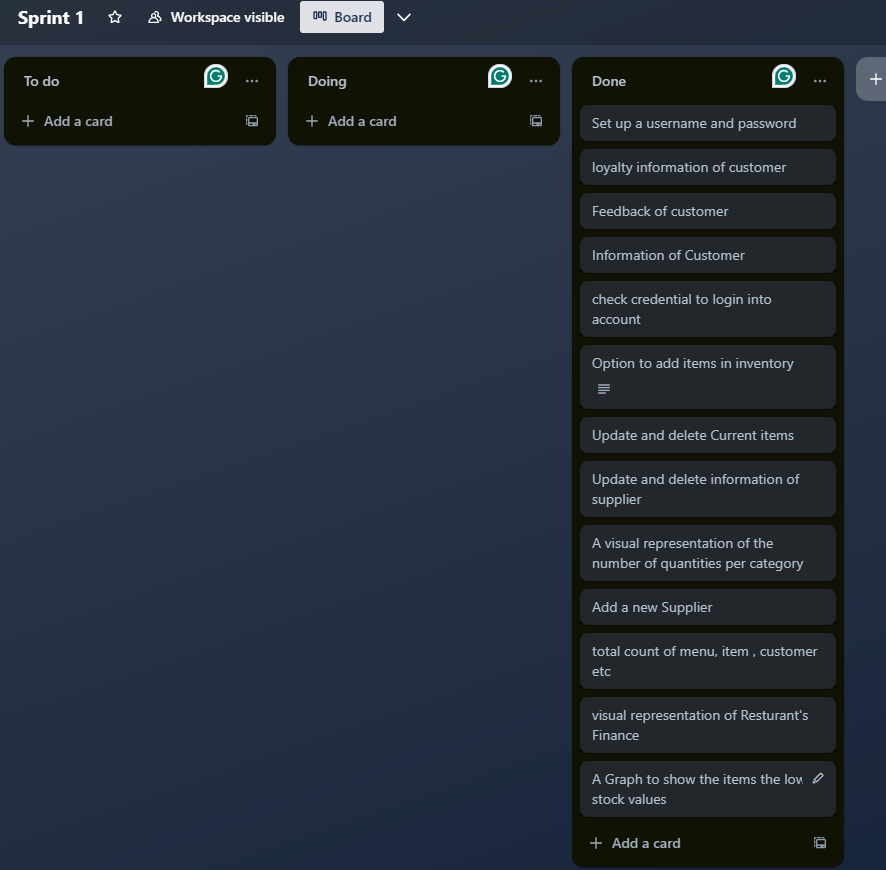 Sprint 1
Workspace visible
Board
To do
Add a card
Doing
Add a card
Done
Set up a username and password
loyalty information of customer
Feedback of customer
Information of Customer
check credential to login into
account
Option to add items in inventory
Update and delete Current items
Update and delete information of
supplier
A visual representation of the
number of quantities per category
Add a new Supplier
total count of menu, item , customer
etc
visual representation of Resturant's
Finance
A Graph to show the items the low
stock values
Add a card